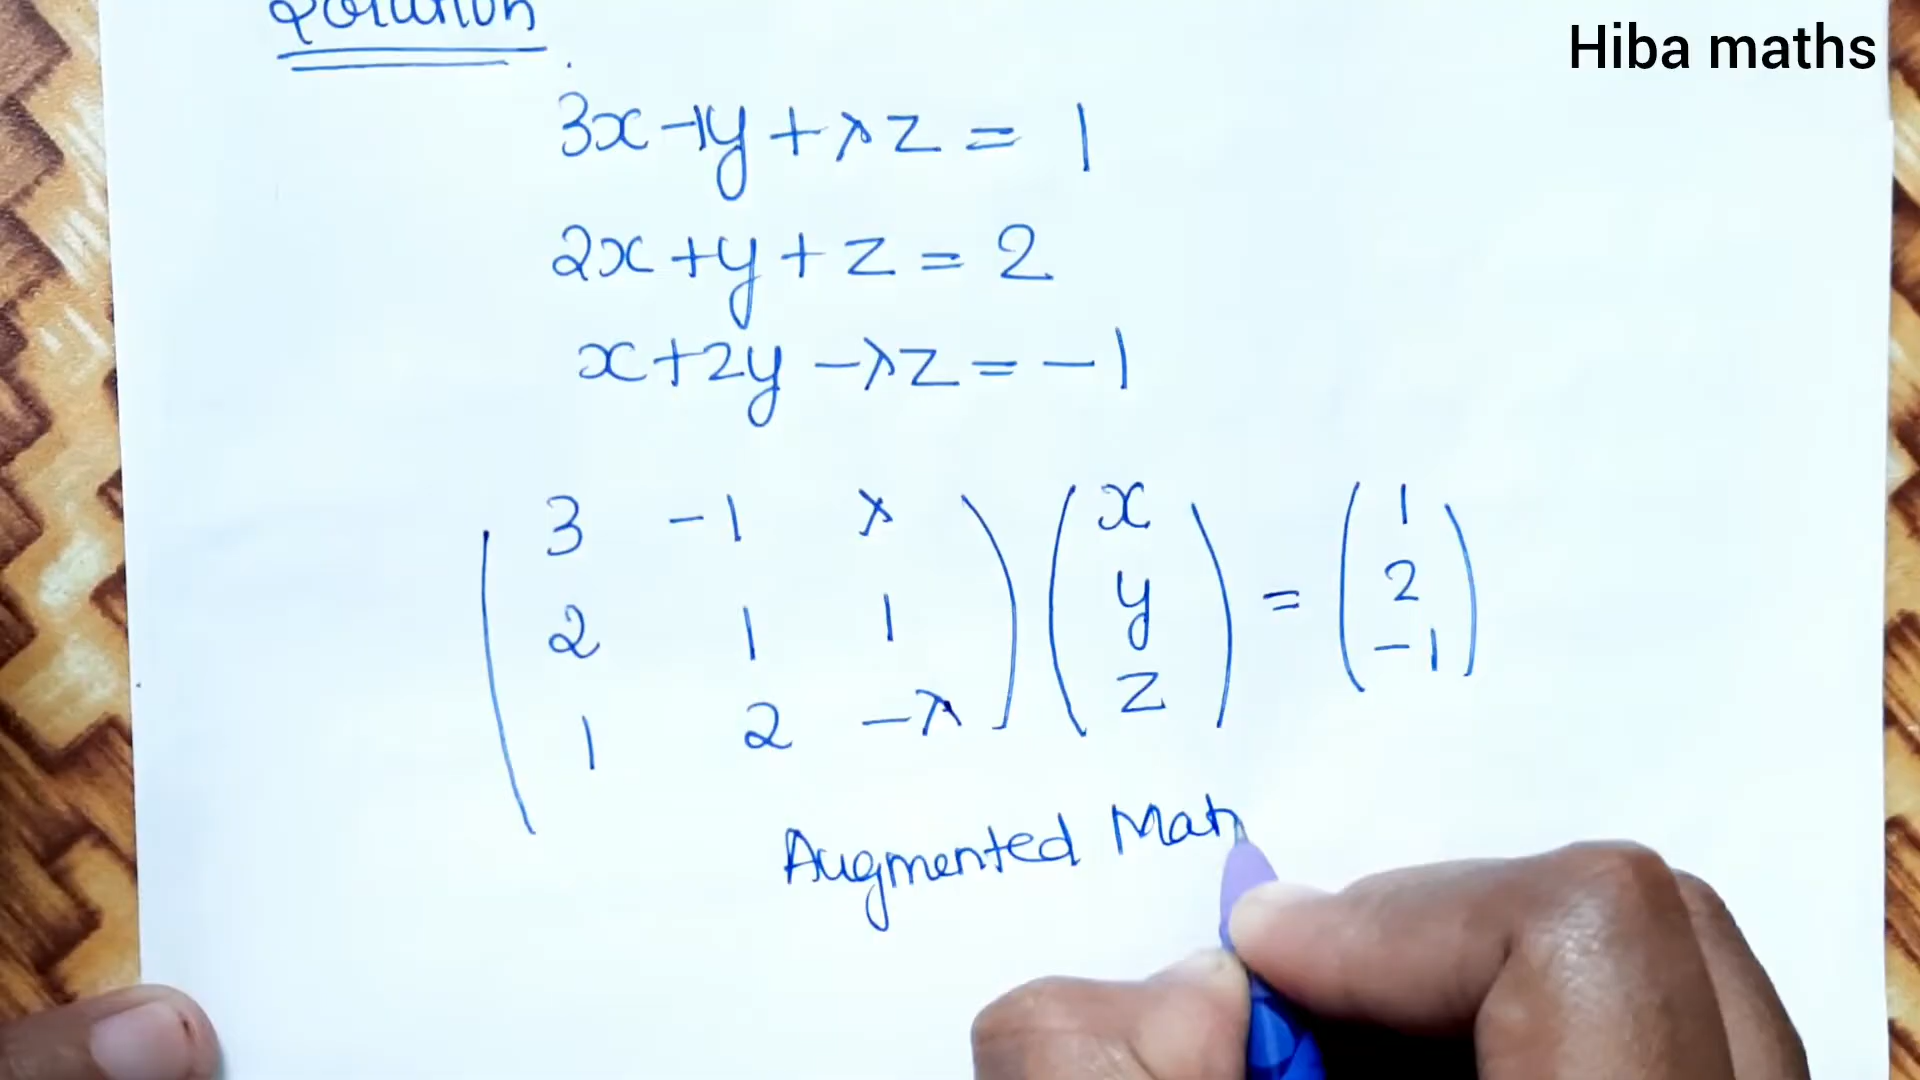 Hiba maths
Solution
3x-1y+λz = 1
2x+y+z = 2
x+2y-λz = -1
3 -1 λ
2 1 1
1 2 -λ
x
y
z
=
1
2
-1
Augmented Mat